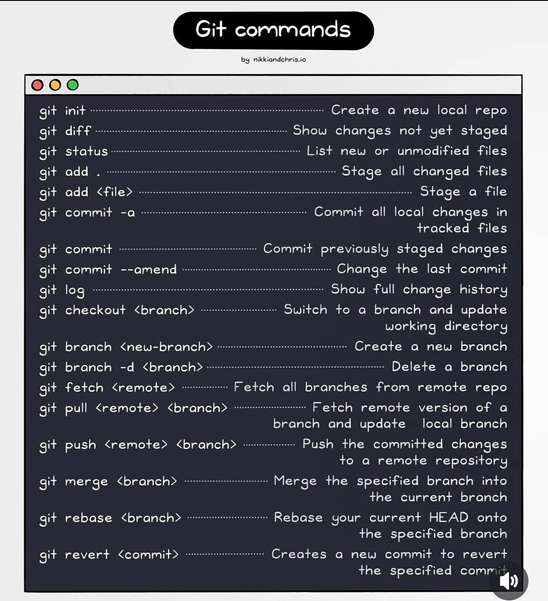 Git commands
by nikkiandchris.io
git init Create a new local repo
git diff Show changes not yet staged
git status List new or unmodified files
git add . Stage all changed files
git add <file> Stage a file
git commit -a Commit all local changes in
tracked files
git commit Commit previously staged changes
git commit --amend Change the last commit
git log Show full change history
git checkout <branch> Switch to a branch and update
working directory
git branch <new-branch> Create a new branch
git branch -d <branch> Delete a branch
git fetch <remote> Fetch all branches from remote repo
git pull <remote> <branch> Fetch remote version of a
branch and update local branch
git push <remote> <branch> Push the committed changes
to a remote repository
git merge <branch> Merge the specified branch into
the current branch
git rebase <branch> Rebase your current HEAD onto
the specified branch
git revert <commit> Creates a new commit to revert
the specified commit